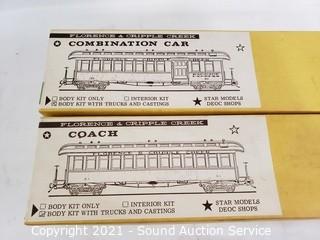 FLORENCE & CRIPPLE CREEK
COMBINATION CAR
BODY KIT ONLY
INTERIOR KIT
BODY KIT WITH TRUCKS AND CASTINGS
STAR MODELS
DEOC SHOPS
FLORENCE & CRIPPLE CREEK
COACH
BODY KIT ONLY
INTERIOR KIT
BODY KIT WITH TRUCKS AND CASTINGS
STAR MODELS
DEOC SHOPS
Copyright 2021 - Sound Auction Service